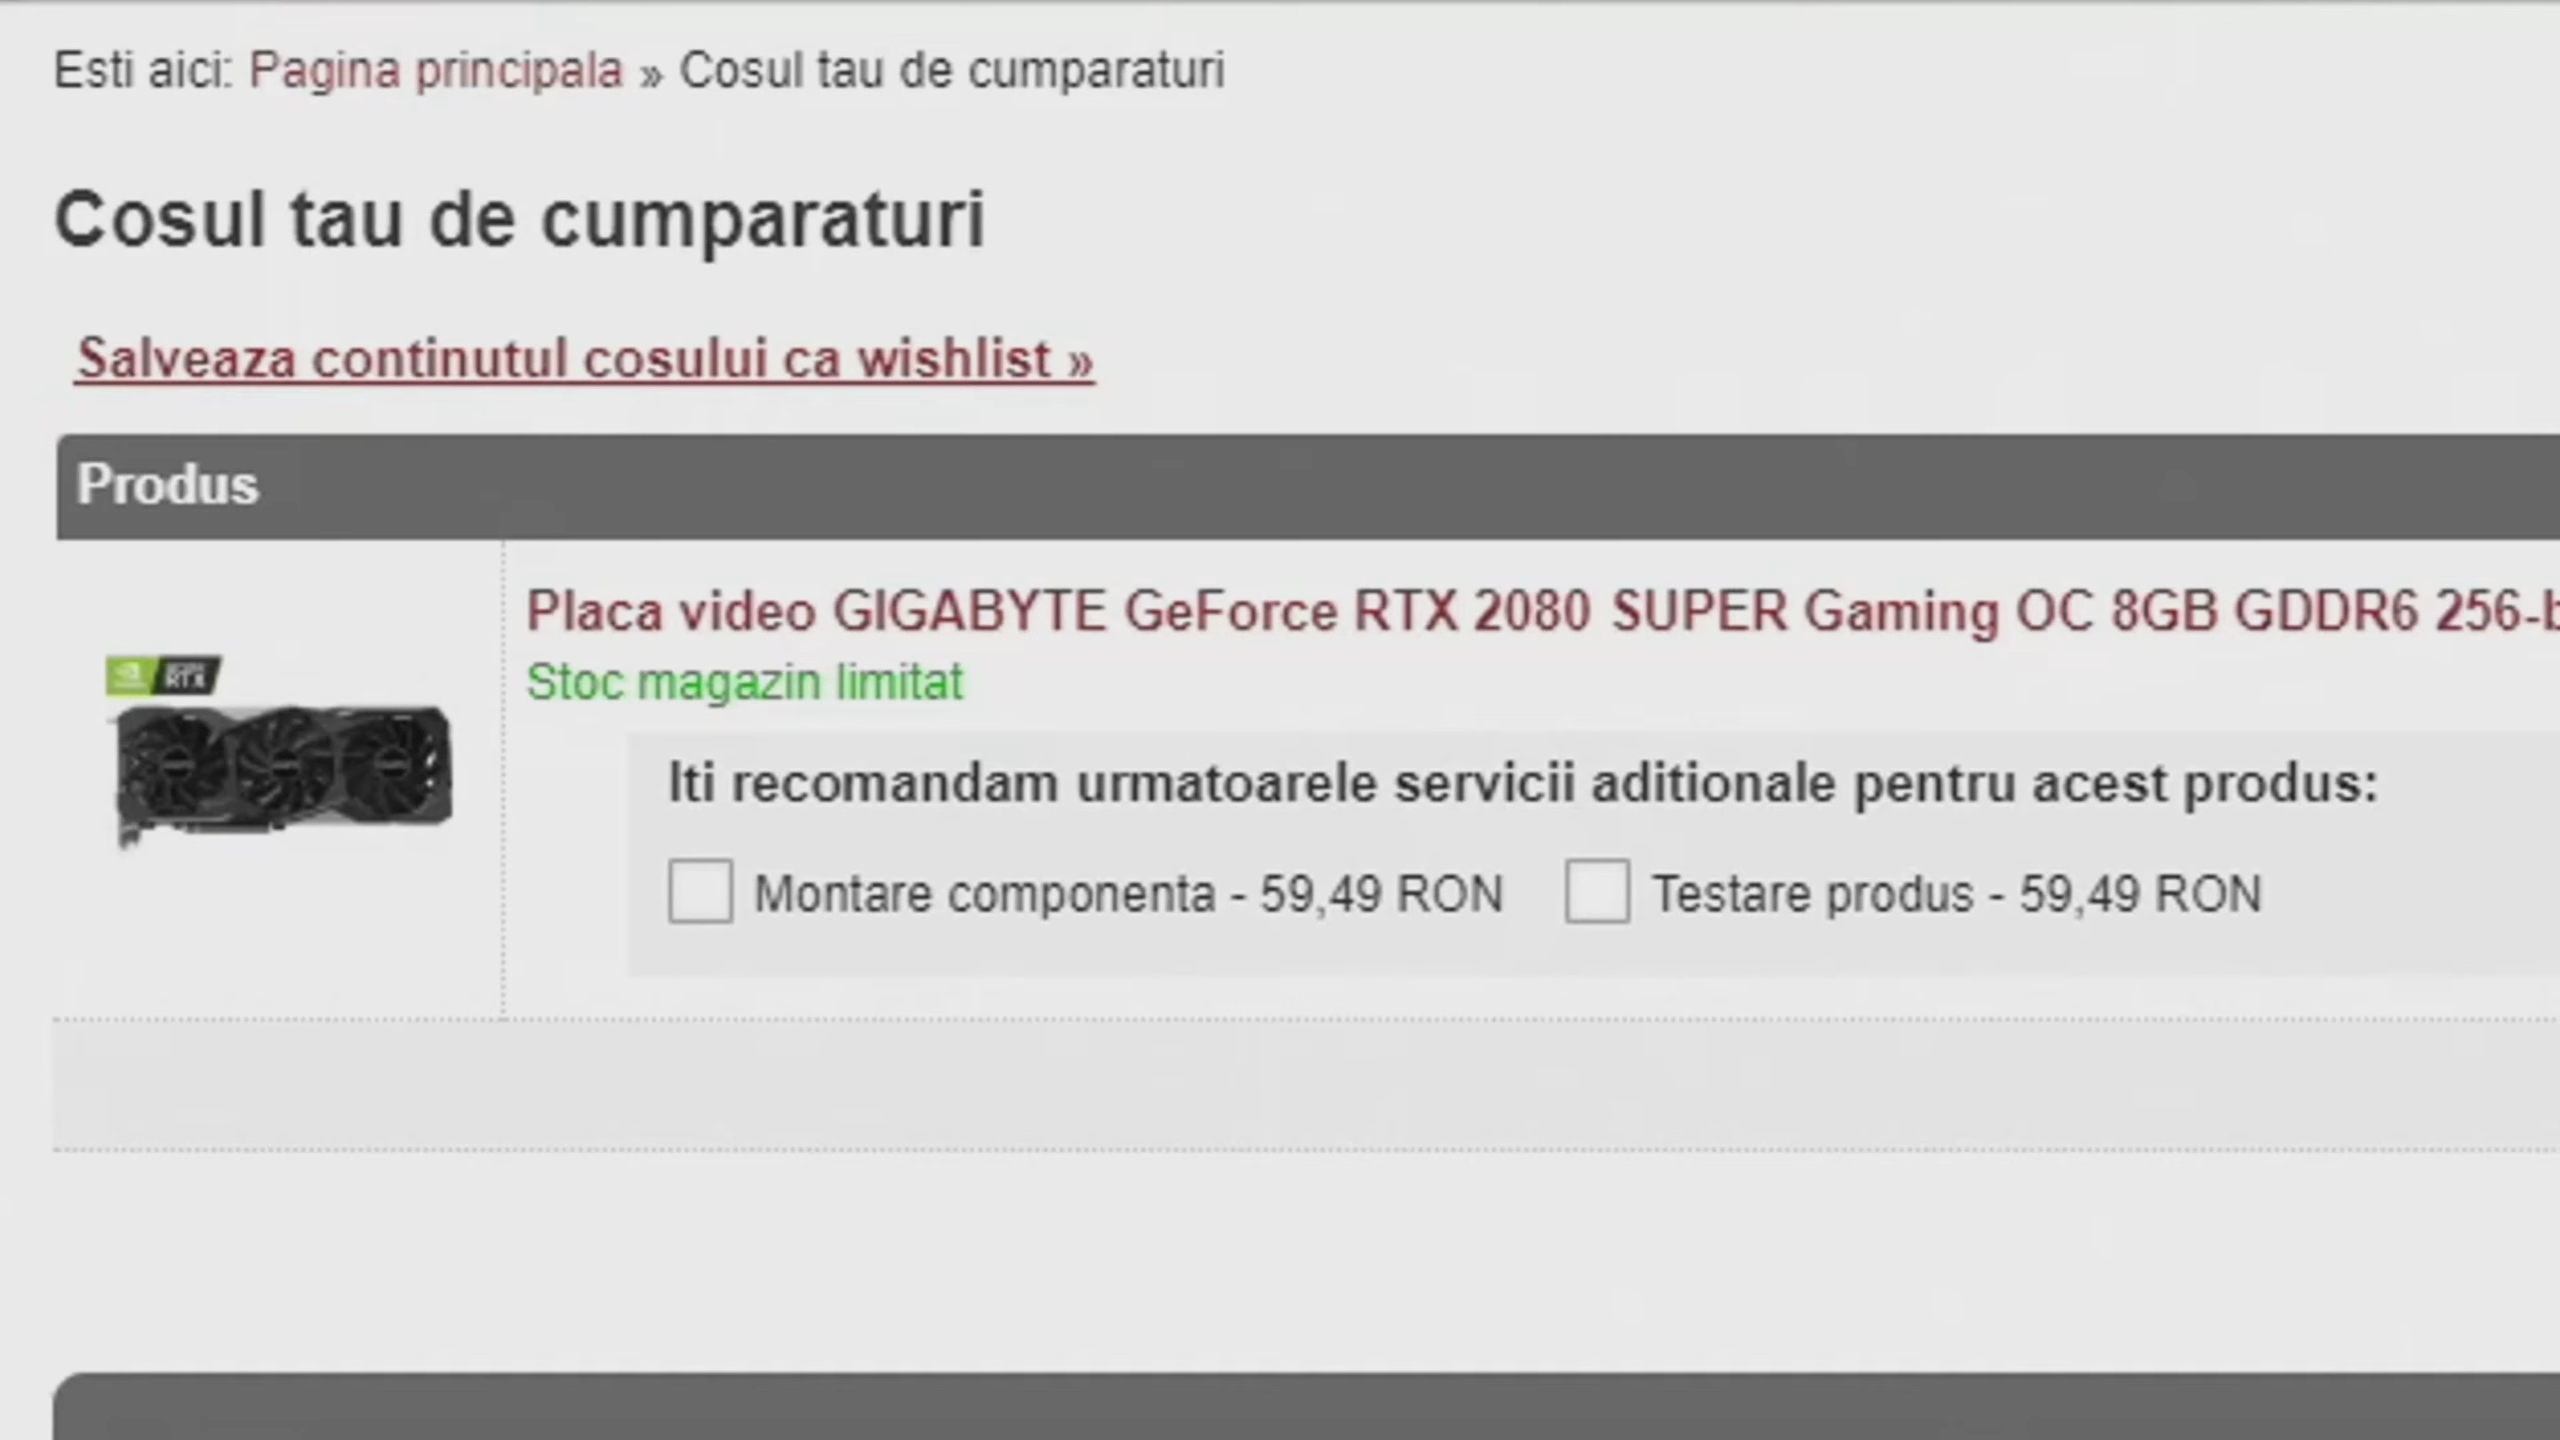 Esti aici: Pagina principala » Cosul tau de cumparaturi
Cosul tau de cumparaturi
Salveaza continutul cosului ca wishlist »
Produs
Placa video GIGABYTE GeForce RTX 2080 SUPER Gaming OC 8GB GDDR6 256-b
Stoc magazin limitat
RTX
Iti recomandam urmatoarele servicii aditionale pentru acest produs:
Montare componenta - 59,49 RON Testare produs - 59,49 RON